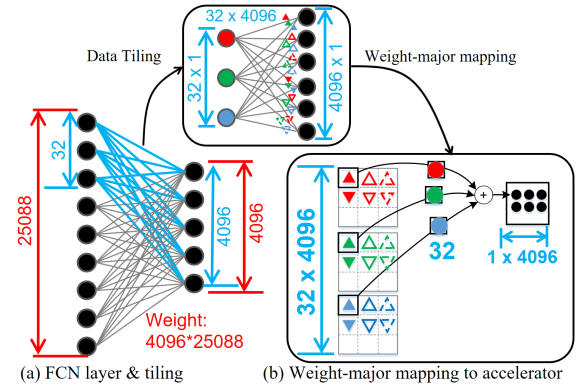 32 x 4096
Data Tiling
32 x 1
4096 x 1
Weight-major mapping
25088
32
4096
4096
Weight:
4096*25088
32 x 4096
+
32
1 x 4096
(a) FCN layer & tiling
(b) Weight-major mapping to accelerator